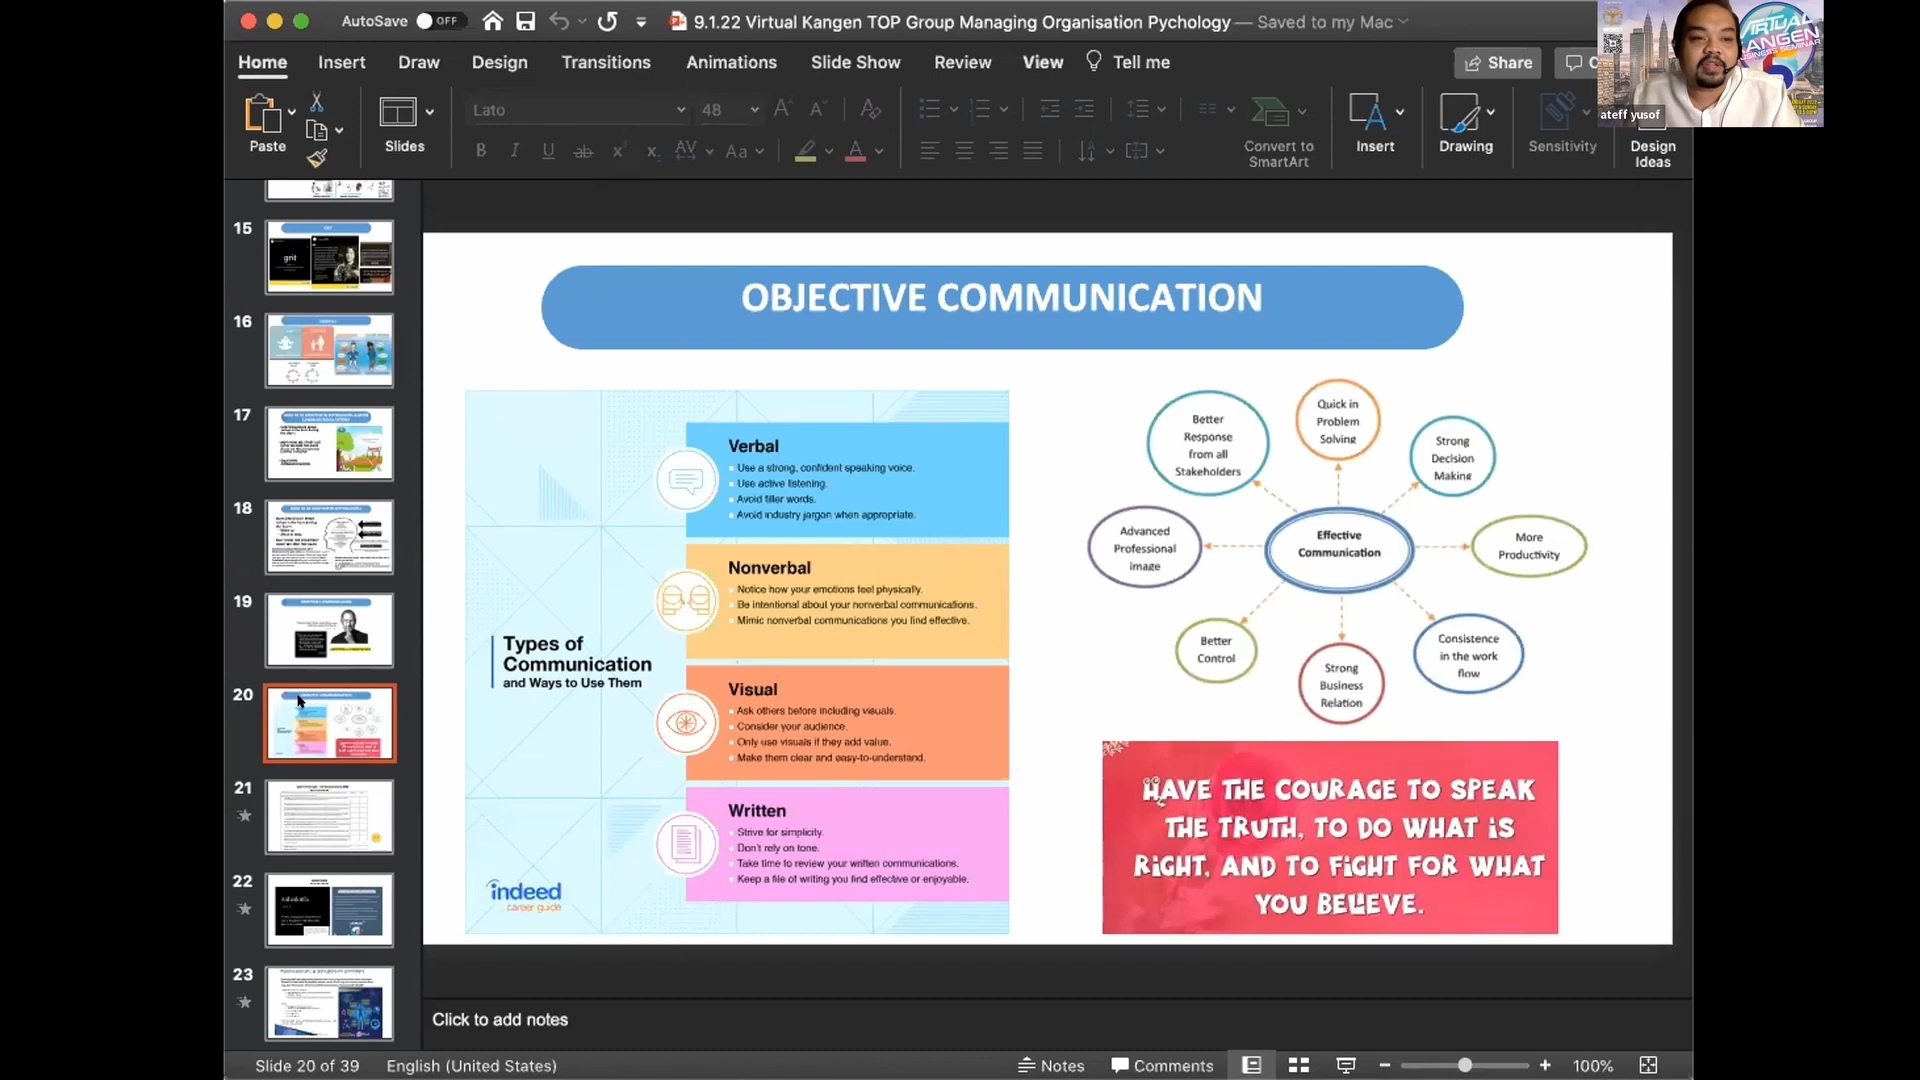 AutoSave OFF
9.1.22 Virtual Kangen TOP Group Managing Organisation Pychology — Saved to my Mac
Home Insert Draw Design Transitions Animations Slide Show Review View Tell me
Share
Paste
Slides
Lato 48
Convert to
SmartArt
Insert
Drawing
Sensitivity
Design
Ideas
ateff yusof
15
grit
16
17
18
19
20
21
22
23
OBJECTIVE COMMUNICATION
Types of
Communication
and Ways to Use Them
indeed
career guide
Verbal
Use a strong, confident speaking voice.
Use active listening.
Avoid filler words.
Avoid industry jargon when appropriate.
Nonverbal
Notice how your emotions feel physically.
Be intentional about your nonverbal communications.
Mimic nonverbal communications you find effective.
Visual
Ask others before including visuals.
Consider your audience.
Only use visuals if they add value.
Make them clear and easy-to-understand.
Written
Strive for simplicity.
Don't rely on tone.
Take time to review your written communications.
Keep a file of writing you find effective or enjoyable.
Better
Response
from all
Stakeholders
Quick in
Problem
Solving
Strong
Decision
Making
Advanced
Professional
image
Effective
Communication
More
Productivity
Better
Control
Strong
Business
Relation
Consistence
in the work
flow
HAVE THE COURAGE TO SPEAK
THE TRUTH, TO DO WHAT IS
RIGHT, AND TO FIGHT FOR WHAT
YOU BELIEVE.
Click to add notes
Slide 20 of 39 English (United States)
Notes Comments 100%